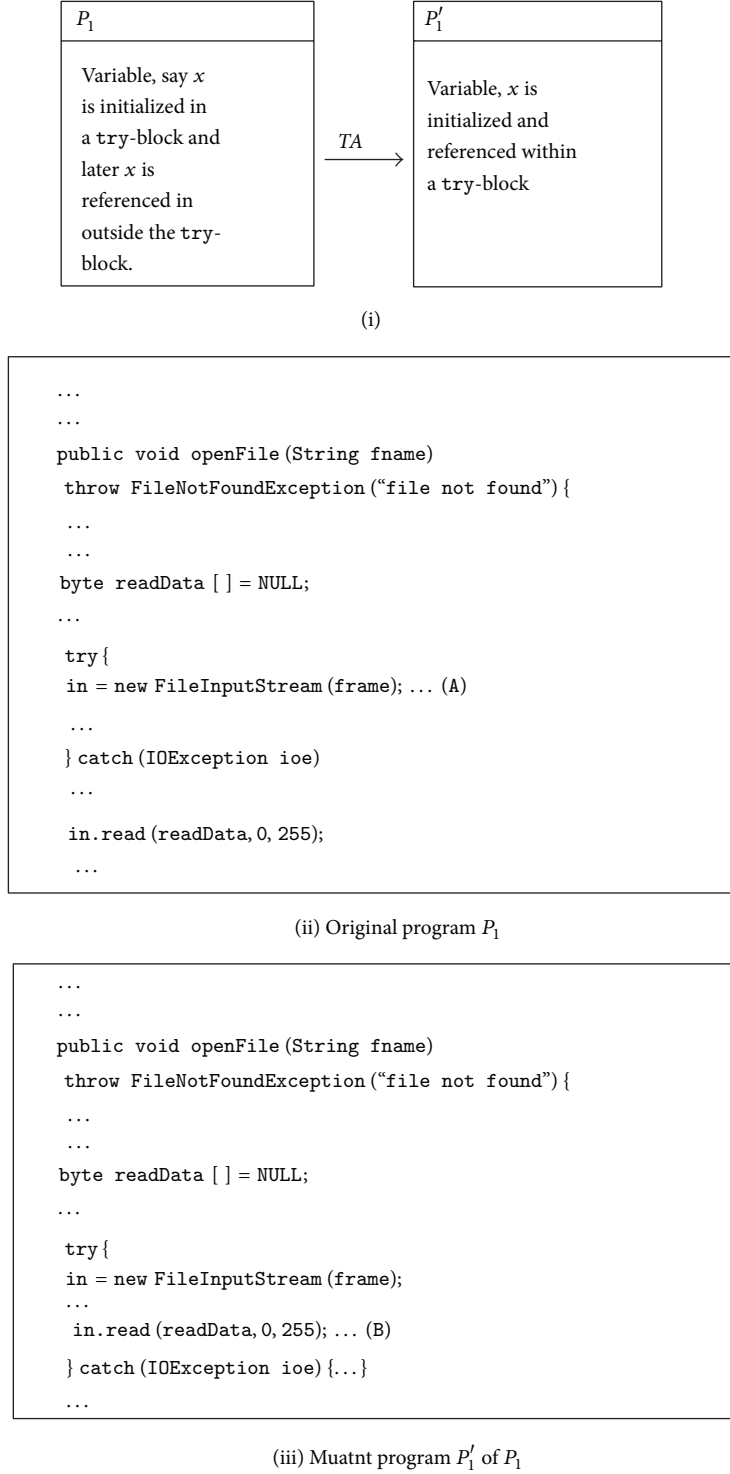 P₁
Variable, say x
is initialized in
a try-block and
later x is
referenced in
outside the try-
block.
TA
P₁′
Variable, x is
initialized and
referenced within
a try-block
(i)
...
...
public void openFile (String fname)
throw FileNotFoundException (“file not found”) {
...
...
byte readData [ ] = NULL;
...
try {
in = new FileInputStream (frame); ... (A)
...
} catch (IOException ioe)
...
in.read (readData, 0, 255);
...
(ii) Original program P₁
...
...
public void openFile (String fname)
throw FileNotFoundException (“file not found”) {
...
...
byte readData [ ] = NULL;
...
try {
in = new FileInputStream (frame);
...
in.read (readData, 0, 255); ... (B)
} catch (IOException ioe) {...}
...
(iii) Muatnt program P₁′ of P₁